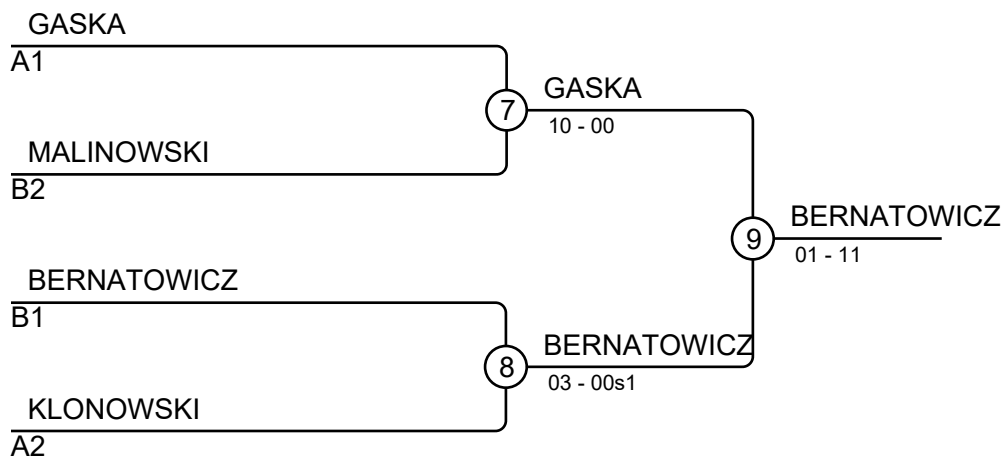 GASKA
A1
7
GASKA
10 - 00
MALINOWSKI
B2
9
BERNATOWICZ
01 - 11
BERNATOWICZ
B1
8
BERNATOWICZ
03 - 00s1
KLONOWSKI
A2